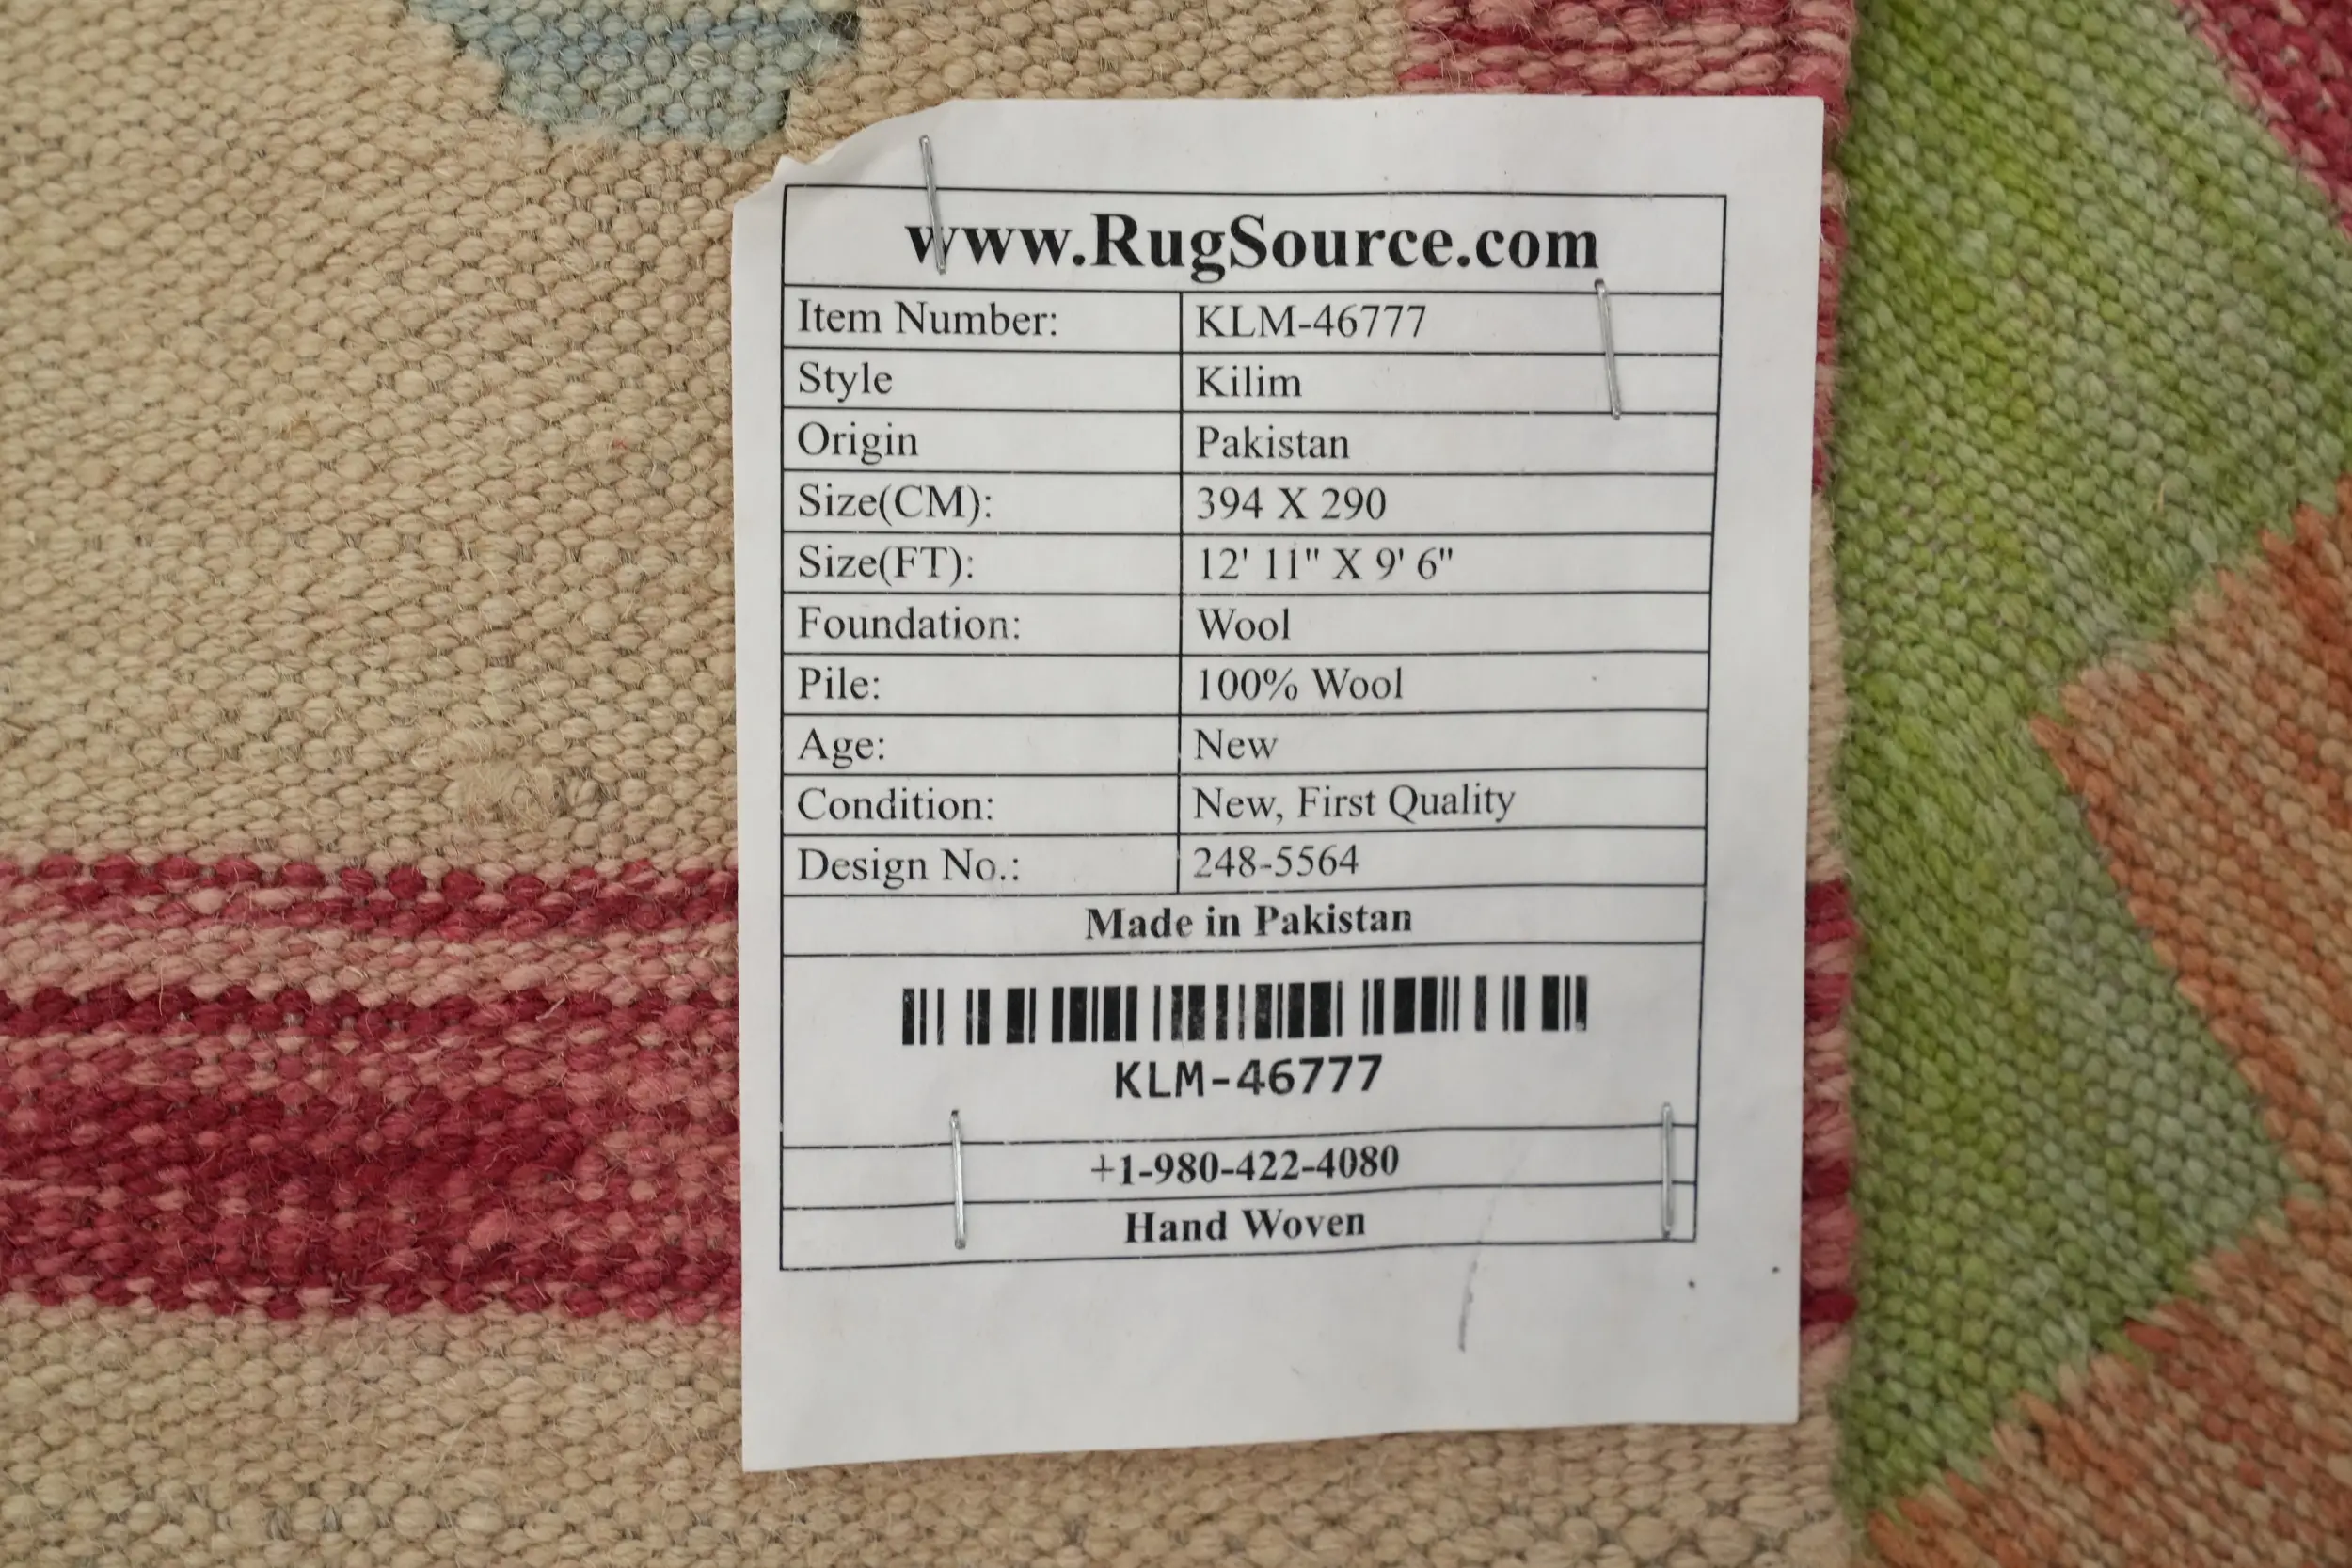 www.RugSource.com
Item Number: KLM-46777
Style Kilim
Origin Pakistan
Size(CM): 394 X 290
Size(FT): 12' 11" X 9' 6"
Foundation: Wool
Pile: 100% Wool
Age: New
Condition: New, First Quality
Design No.: 248-5564
Made in Pakistan
KLM-46777
+1-980-422-4080
Hand Woven